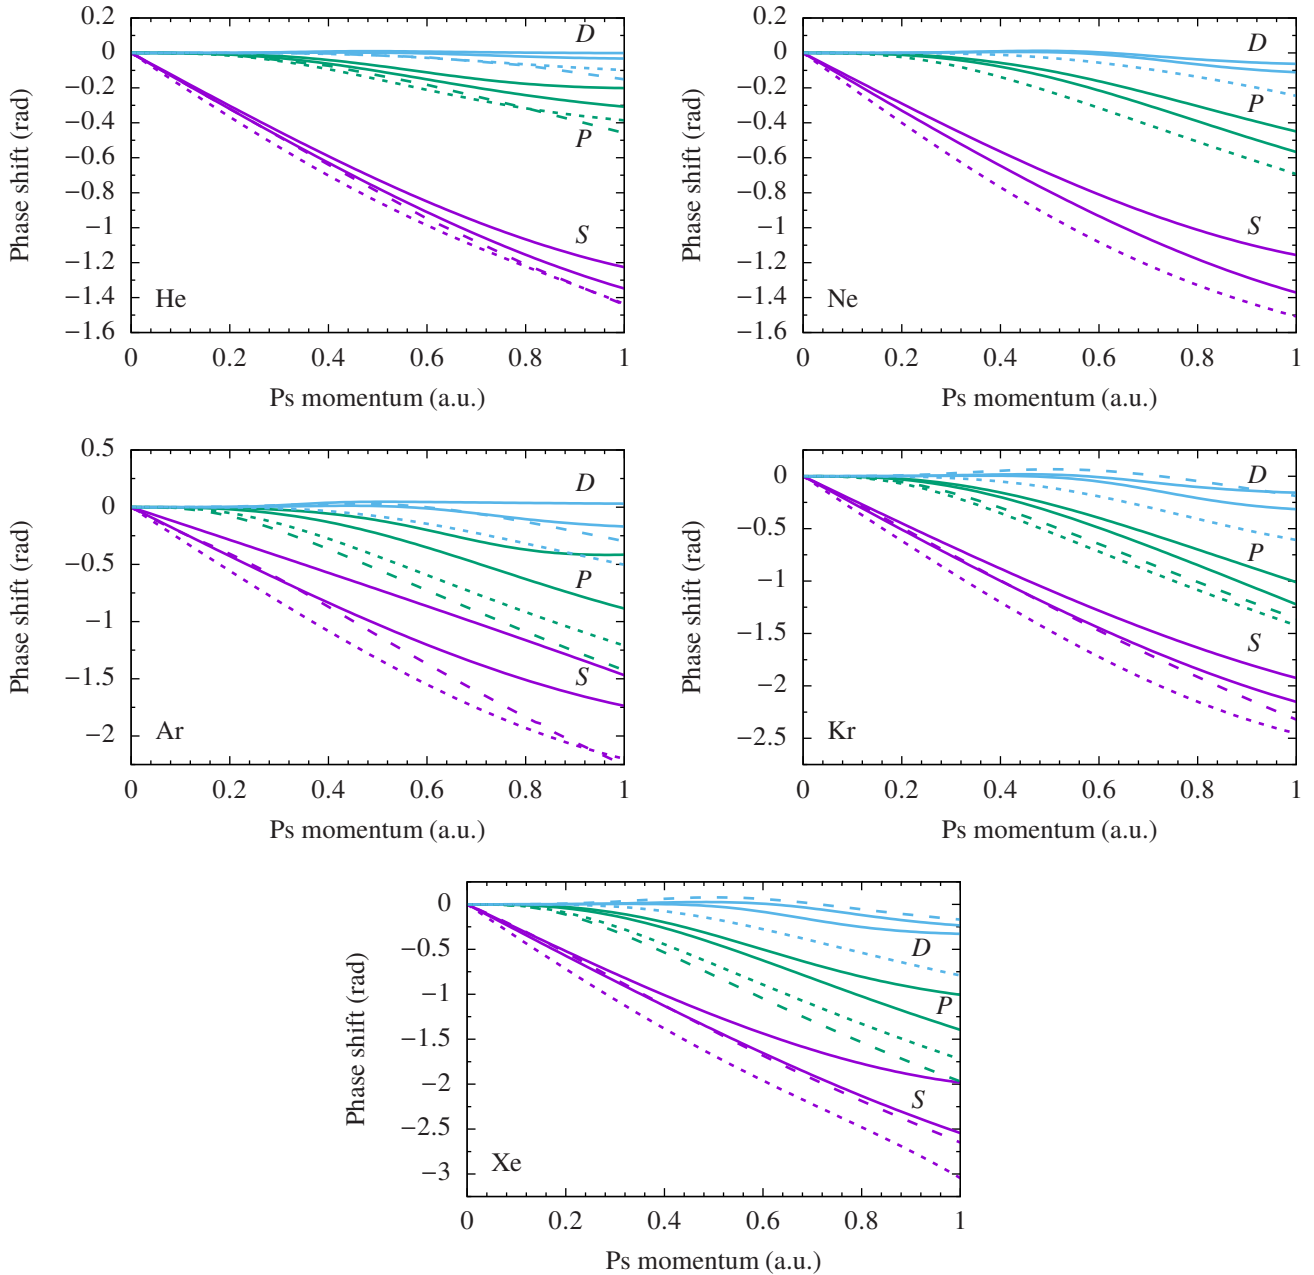 0.2
0
−0.2
−0.4
−0.6
−0.8
−1
−1.2
−1.4
−1.6
0 0.2 0.4 0.6 0.8 1
Phase shift (rad)
Ps momentum (a.u.)
He
D
P
S
0.2
0
−0.2
−0.4
−0.6
−0.8
−1
−1.2
−1.4
−1.6
0 0.2 0.4 0.6 0.8 1
Phase shift (rad)
Ps momentum (a.u.)
Ne
D
P
S
0.5
0
−0.5
−1
−1.5
−2
0 0.2 0.4 0.6 0.8 1
Phase shift (rad)
Ps momentum (a.u.)
Ar
D
P
S
0
−0.5
−1
−1.5
−2
−2.5
0 0.2 0.4 0.6 0.8 1
Phase shift (rad)
Ps momentum (a.u.)
Kr
D
P
S
0
−0.5
−1
−1.5
−2
−2.5
−3
0 0.2 0.4 0.6 0.8 1
Phase shift (rad)
Ps momentum (a.u.)
Xe
D
P
S